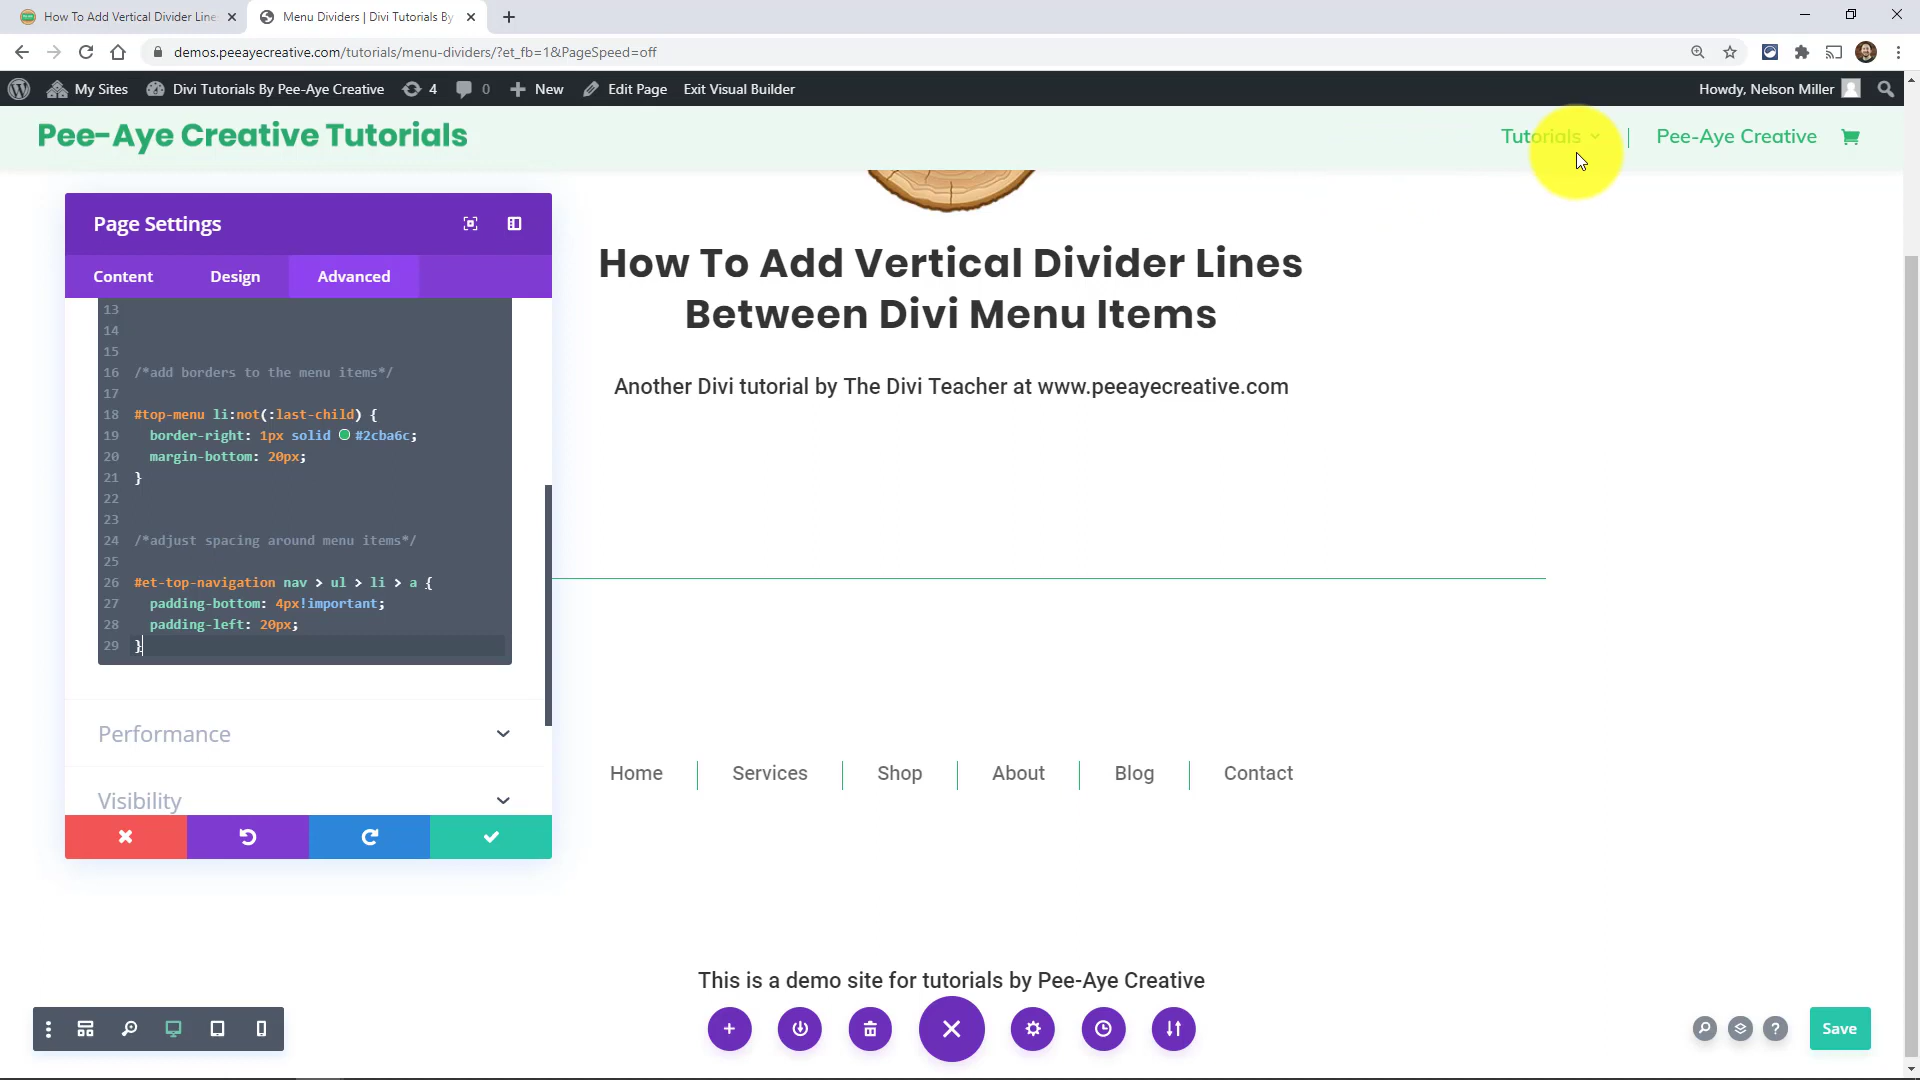 How To Add Vertical Divider Line
Menu Dividers | Divi Tutorials By
demos.peeayecreative.com/tutorials/menu-dividers/?et_fb=1&PageSpeed=off
My Sites
Divi Tutorials By Pee-Aye Creative
4
0
New
Edit Page
Exit Visual Builder
Howdy, Nelson Miller
Pee-Aye Creative Tutorials
Tutorials
Pee-Aye Creative
Page Settings
Content
Design
Advanced
13
14
15
16 /*add borders to the menu items*/
17
18 #top-menu li:not(:last-child) {
19 border-right: 1px solid #2cba6c;
20 margin-bottom: 20px;
21 }
22
23
24 /*adjust spacing around menu items*/
25
26 #et-top-navigation nav > ul > li > a {
27 padding-bottom: 4px!important;
28 padding-left: 20px;
29 }
Performance
Visibility
How To Add Vertical Divider Lines
Between Divi Menu Items
Another Divi tutorial by The Divi Teacher at www.peeayecreative.com
Home
Services
Shop
About
Blog
Contact
This is a demo site for tutorials by Pee-Aye Creative
?
Save